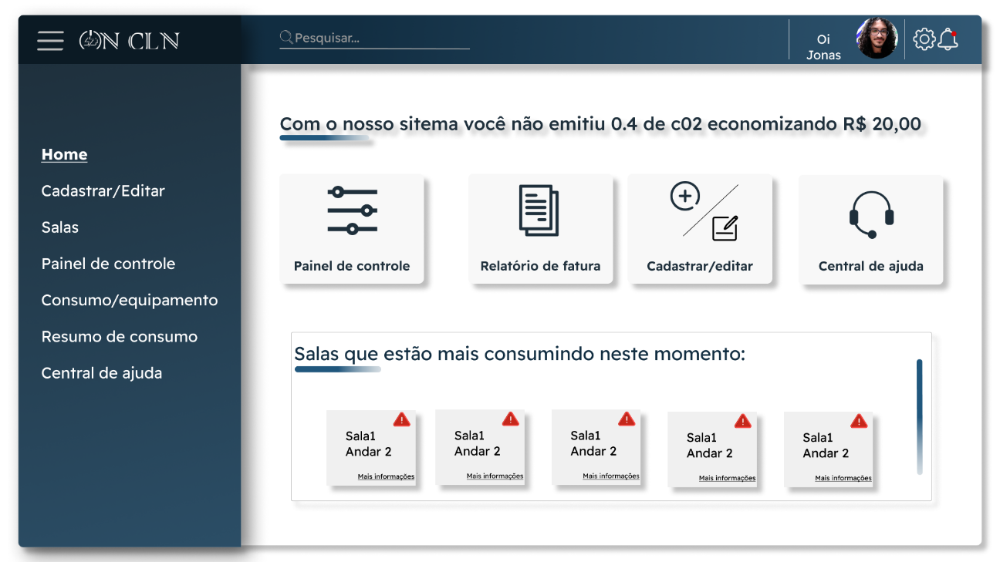 ON CLN
Pesquisar...
Oi
Jonas
Home
Cadastrar/Editar
Salas
Painel de controle
Consumo/equipamento
Resumo de consumo
Central de ajuda
Com o nosso sitema você não emitiu 0.4 de c02 economizando R$ 20,00
Painel de controle
Relatório de fatura
Cadastrar/editar
Central de ajuda
Salas que estão mais consumindo neste momento:
Sala1
Andar 2
Mais informações
Sala1
Andar 2
Mais informações
Sala1
Andar 2
Mais informações
Sala1
Andar 2
Mais informações
Sala1
Andar 2
Mais informações